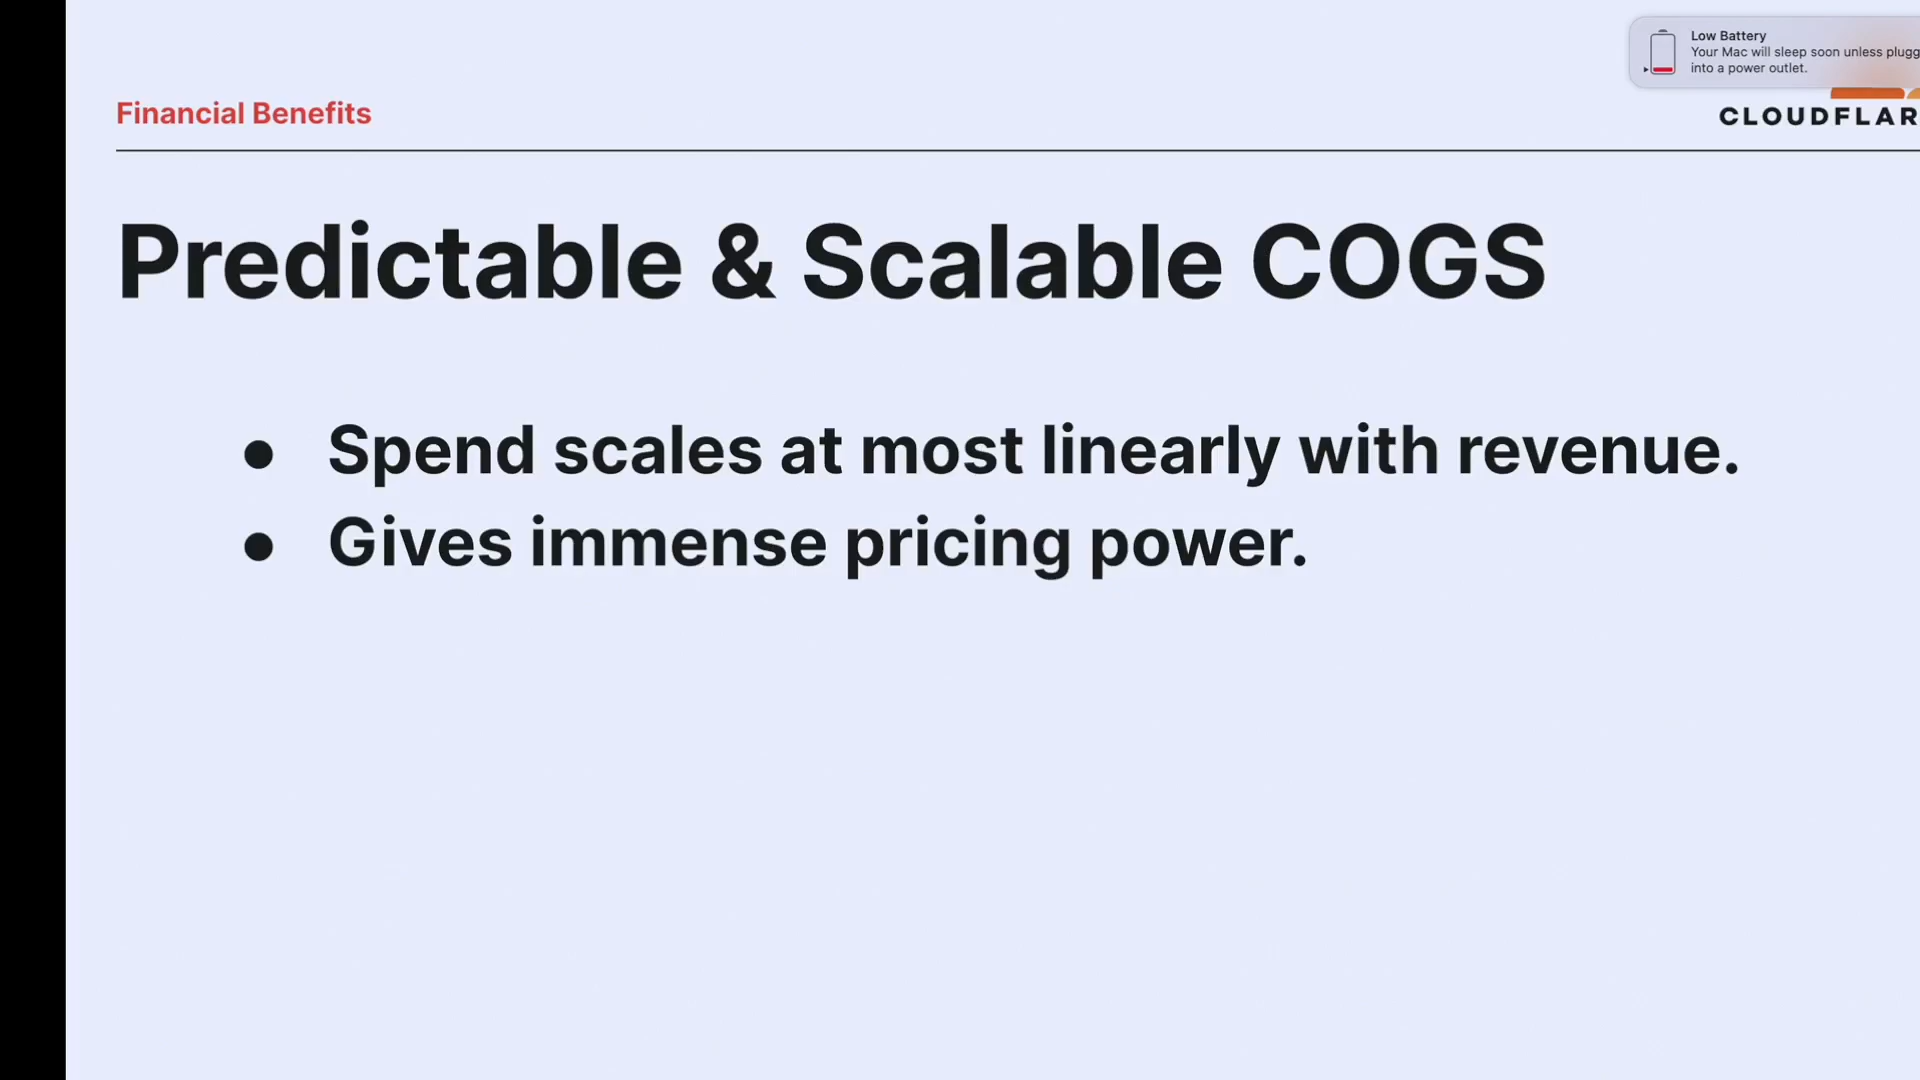 Low Battery
Your Mac will sleep soon unless plugg
into a power outlet.
Financial Benefits
CLOUDFLAR
Predictable & Scalable COGS
● Spend scales at most linearly with revenue.
● Gives immense pricing power.